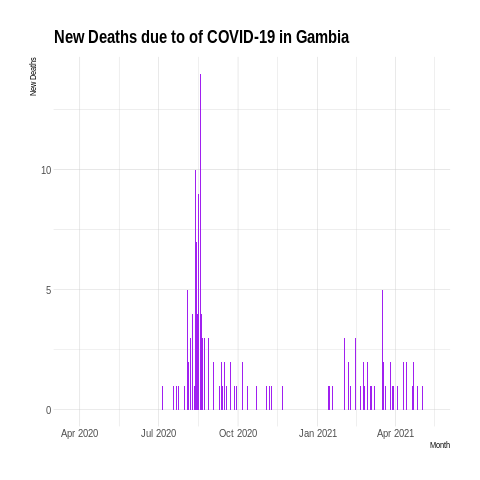 New Deaths due to of COVID-19 in Gambia
New Deaths
10
5
0
Apr 2020 Jul 2020 Oct 2020 Jan 2021 Apr 2021
Month